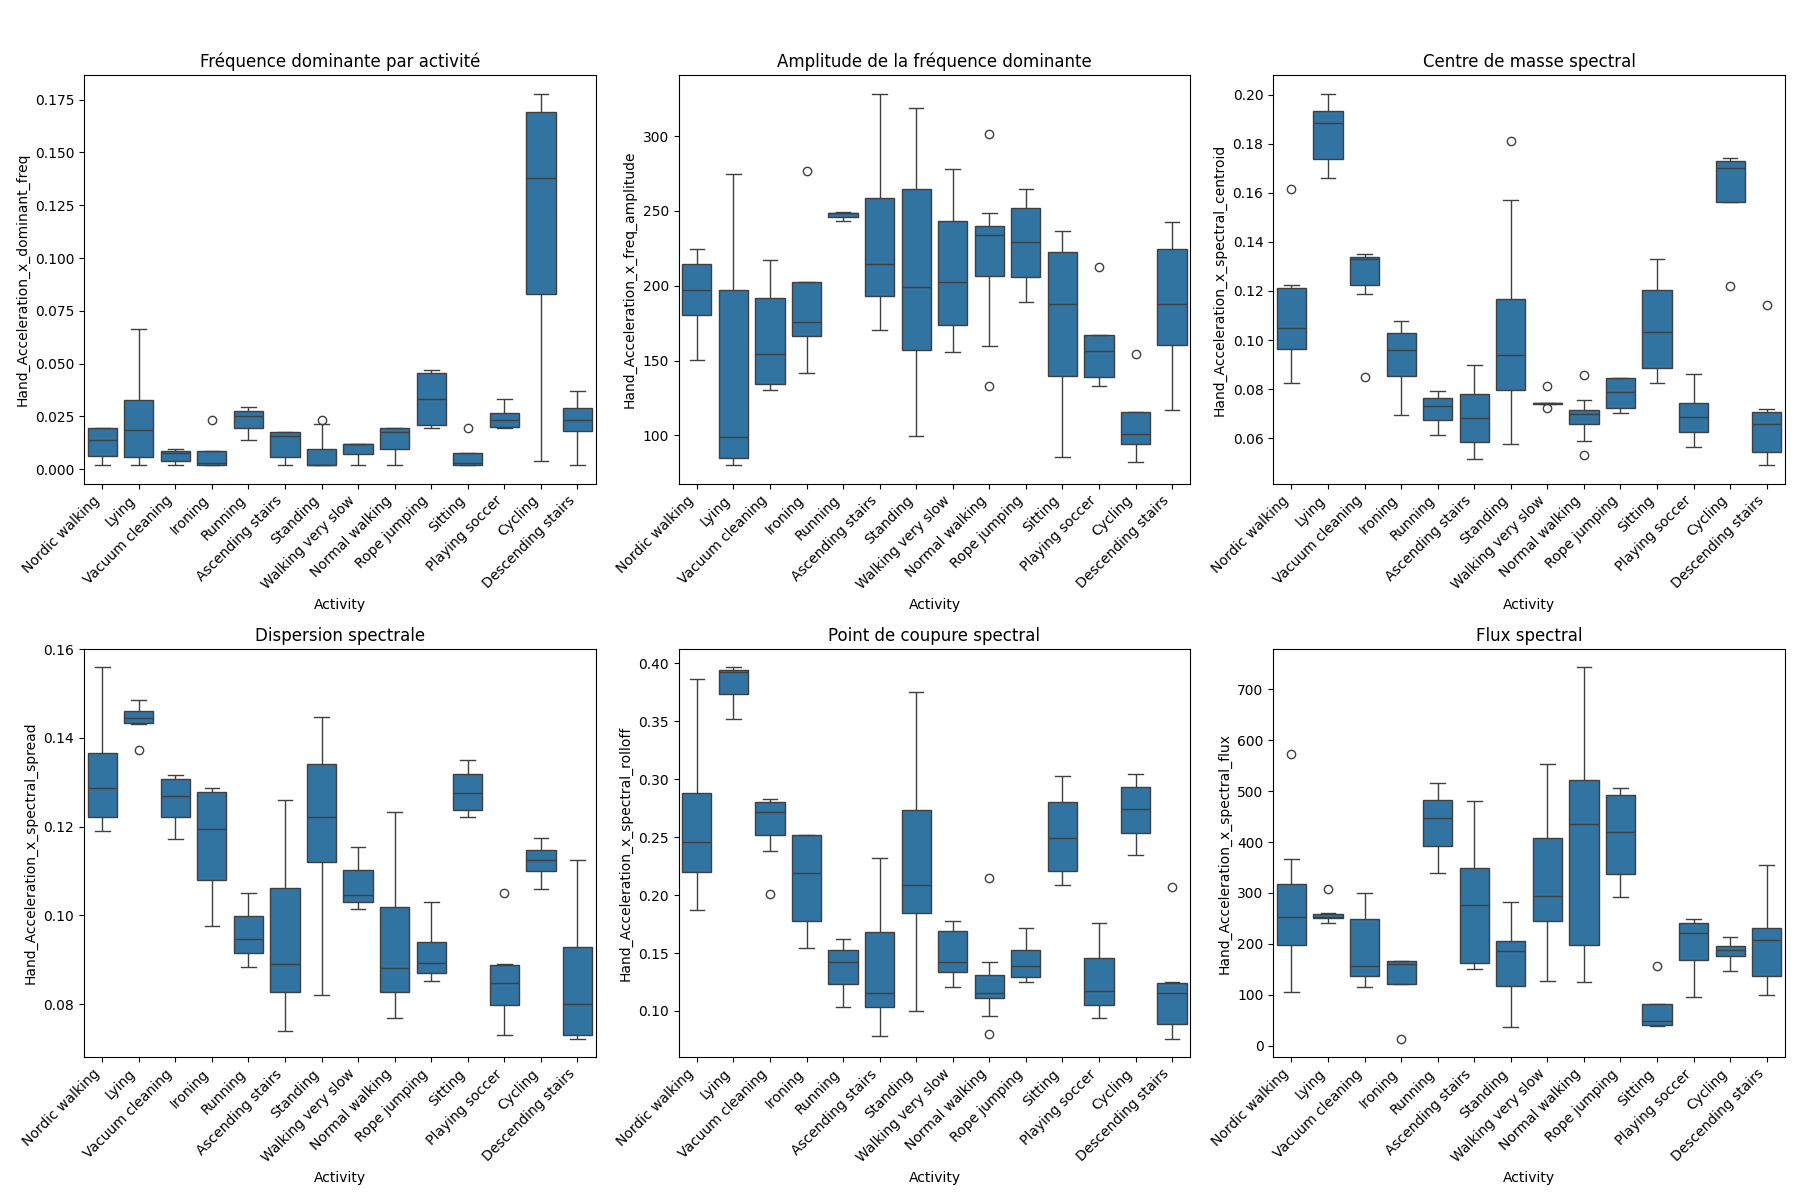 Fréquence dominante par activité
Hand_Acceleration_x_dominant_freq
0.175
0.150
0.125
0.100
0.075
0.050
0.025
0.000
Nordic walking
Lying
Vacuum cleaning
Ironing
Running
Ascending stairs
Standing
Walking very slow
Normal walking
Rope jumping
Sitting
Playing soccer
Cycling
Descending stairs
Activity
Amplitude de la fréquence dominante
Hand_Acceleration_x_freq_amplitude
300
250
200
150
100
Nordic walking
Lying
Vacuum cleaning
Ironing
Running
Ascending stairs
Standing
Walking very slow
Normal walking
Rope jumping
Sitting
Playing soccer
Cycling
Descending stairs
Activity
Centre de masse spectral
Hand_Acceleration_x_spectral_centroid
0.20
0.18
0.16
0.14
0.12
0.10
0.08
0.06
Nordic walking
Lying
Vacuum cleaning
Ironing
Running
Ascending stairs
Standing
Walking very slow
Normal walking
Rope jumping
Sitting
Playing soccer
Cycling
Descending stairs
Activity
Dispersion spectrale
Hand_Acceleration_x_spectral_spread
0.16
0.14
0.12
0.10
0.08
Nordic walking
Lying
Vacuum cleaning
Ironing
Running
Ascending stairs
Standing
Walking very slow
Normal walking
Rope jumping
Sitting
Playing soccer
Cycling
Descending stairs
Activity
Point de coupure spectral
Hand_Acceleration_x_spectral_rolloff
0.40
0.35
0.30
0.25
0.20
0.15
0.10
Nordic walking
Lying
Vacuum cleaning
Ironing
Running
Ascending stairs
Standing
Walking very slow
Normal walking
Rope jumping
Sitting
Playing soccer
Cycling
Descending stairs
Activity
Flux spectral
Hand_Acceleration_x_spectral_flux
700
600
500
400
300
200
100
0
Nordic walking
Lying
Vacuum cleaning
Ironing
Running
Ascending stairs
Standing
Walking very slow
Normal walking
Rope jumping
Sitting
Playing soccer
Cycling
Descending stairs
Activity